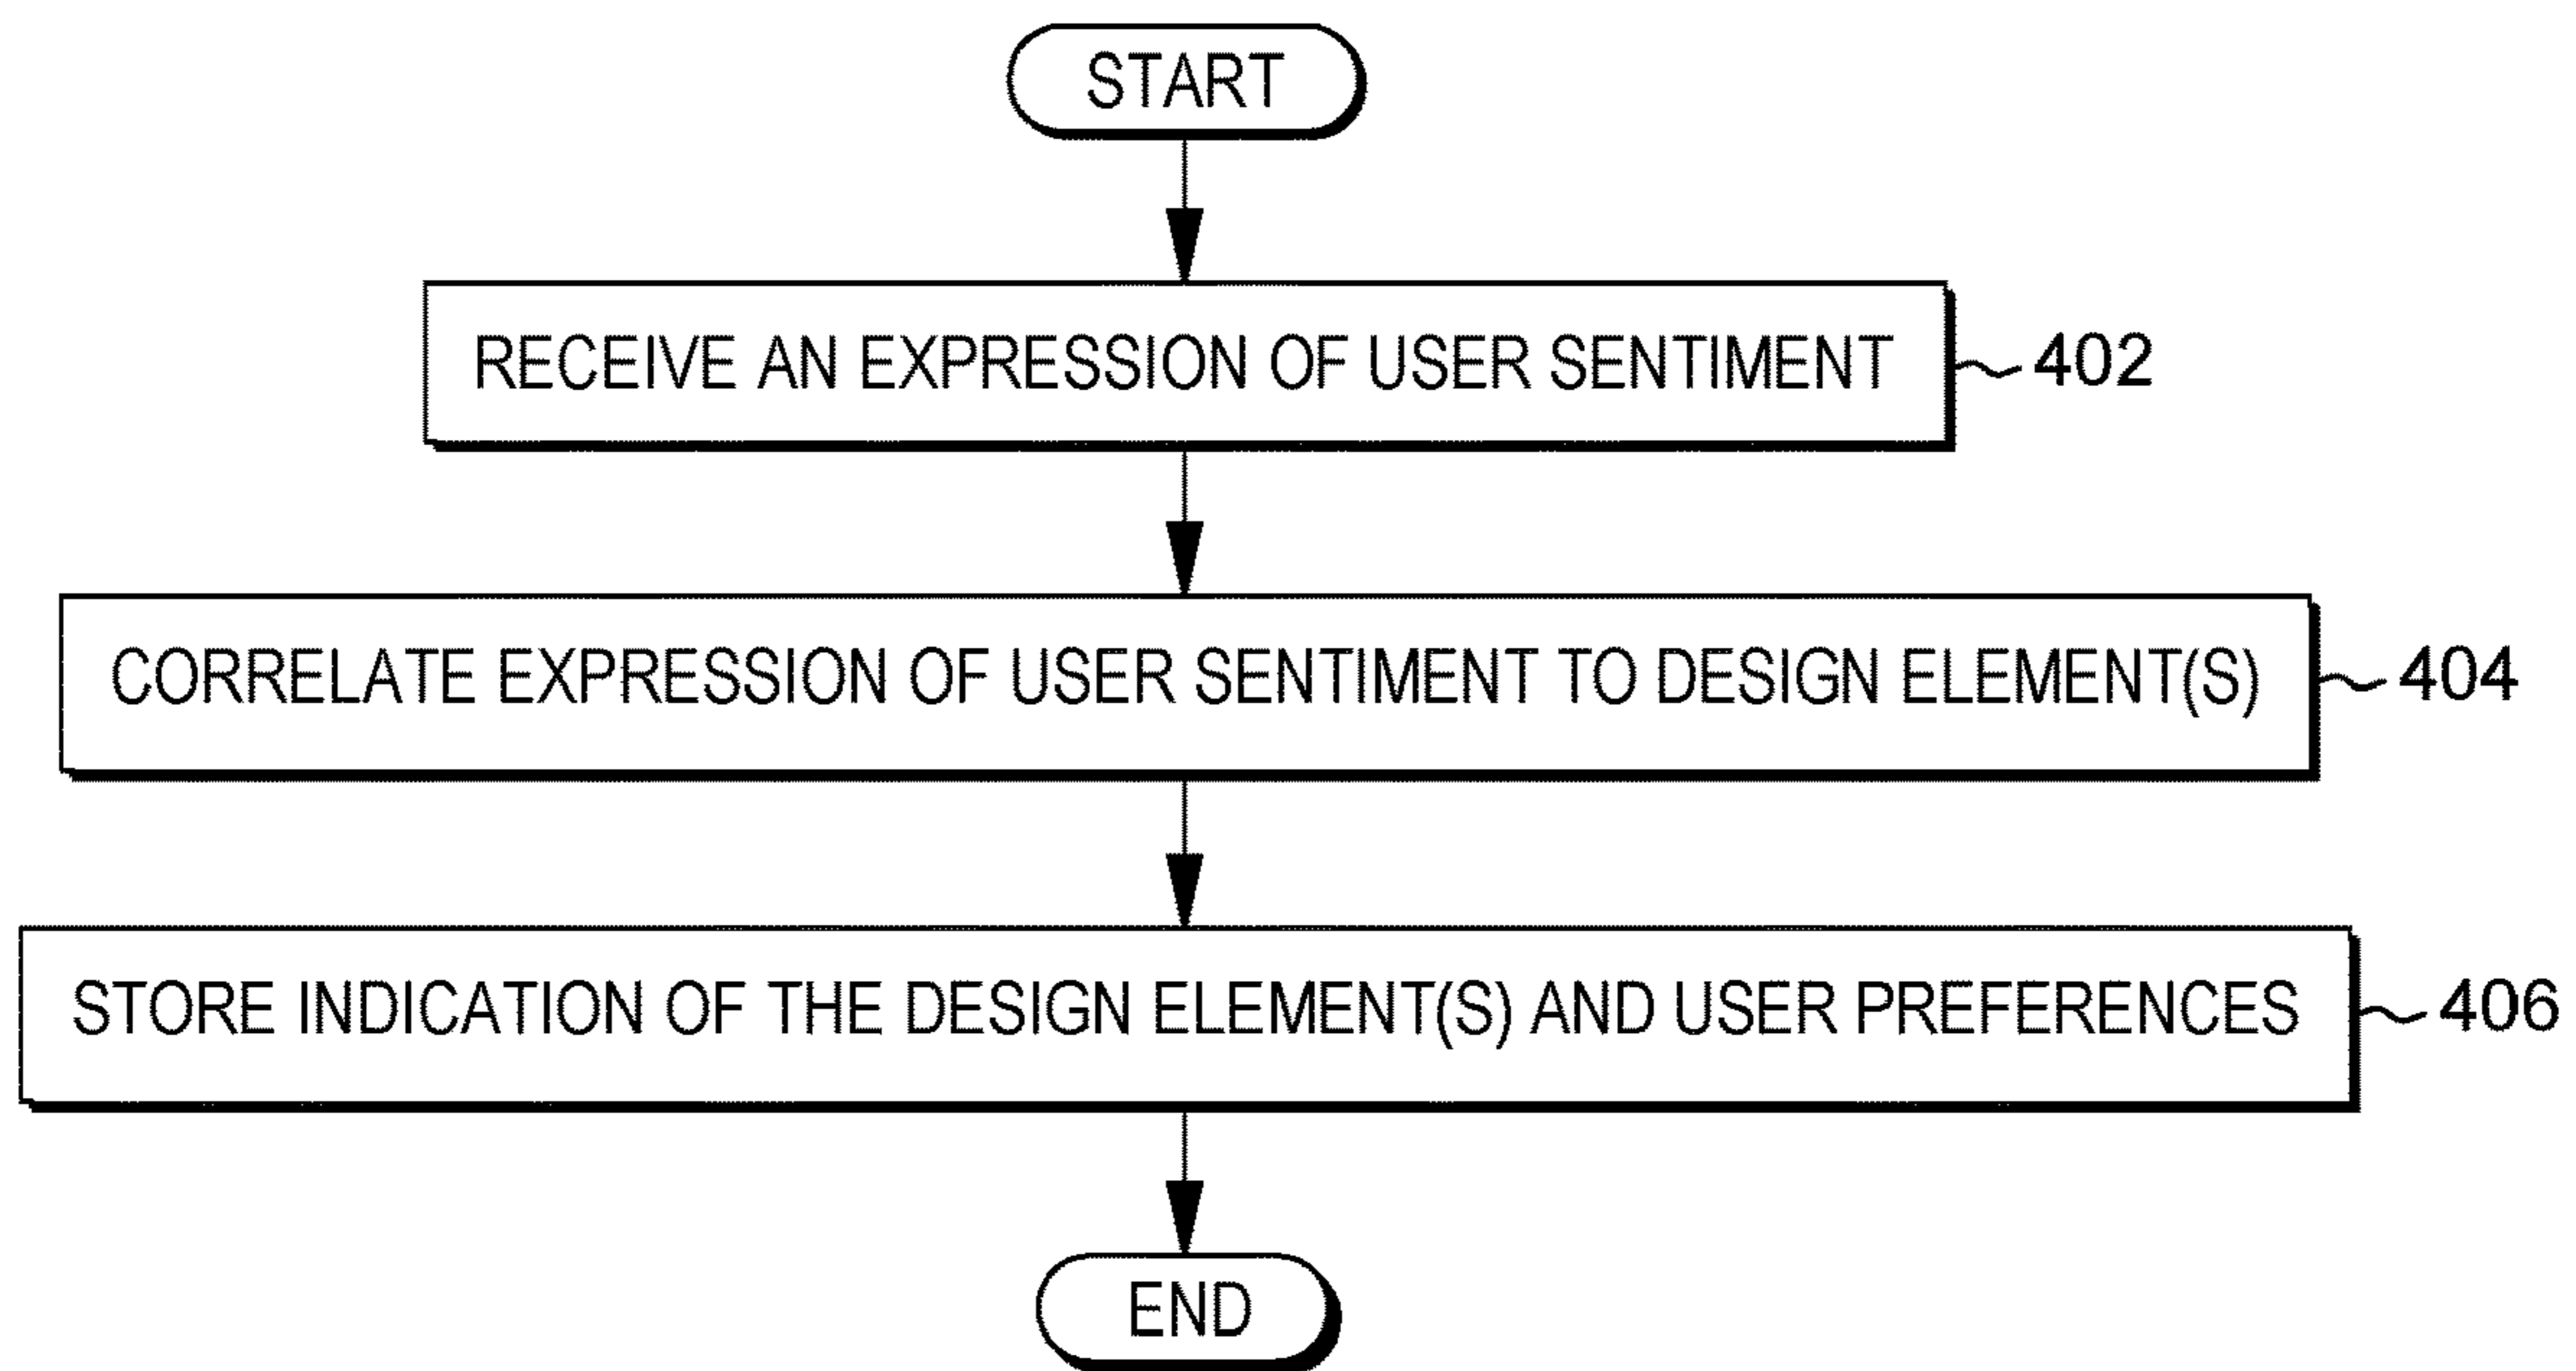 START
RECEIVE AN EXPRESSION OF USER SENTIMENT
402
CORRELATE EXPRESSION OF USER SENTIMENT TO DESIGN ELEMENT(S)
404
STORE INDICATION OF THE DESIGN ELEMENT(S) AND USER PREFERENCES
406
END